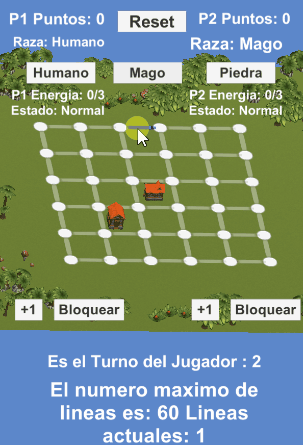 P1 Puntos: 0
Reset
P2 Puntos: 0
Raza: Humano
Raza: Mago
Humano
Mago
Piedra
P1 Energia: 0/3
P2 Energia: 0/3
Estado: Normal
Estado: Normal
+1
Bloquear
+1
Bloquear
Es el Turno del Jugador : 2
El numero maximo de
lineas es: 60 Lineas
actuales: 1